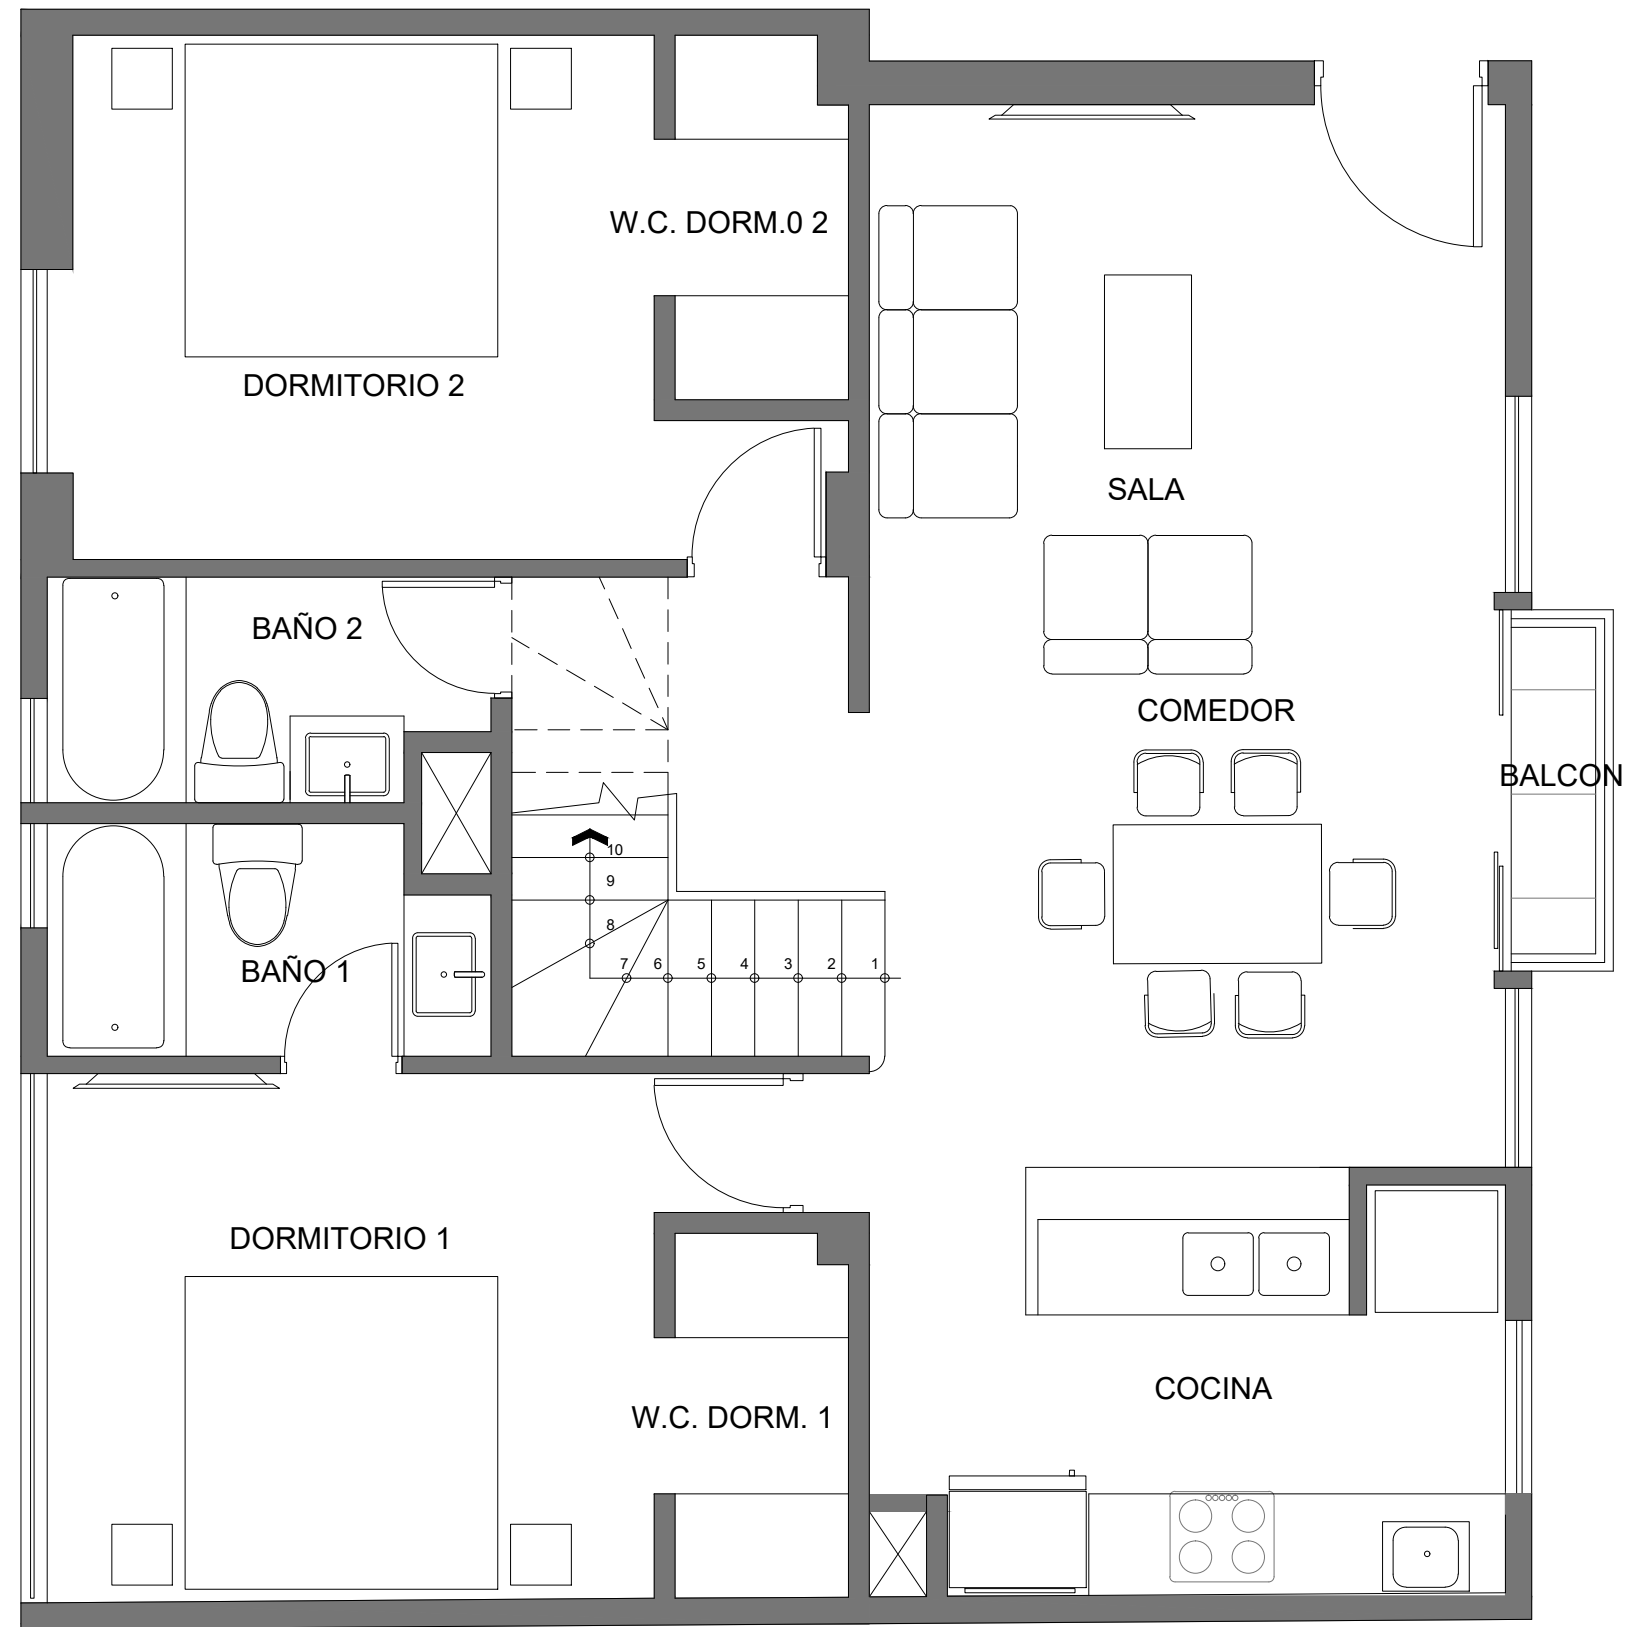 W.C. DORM.0 2
DORMITORIO 2
SALA
BAÑO 2
COMEDOR
BALCON
10
9
8
7 6 5 4 3 2 1
BAÑO 1
DORMITORIO 1
COCINA
W.C. DORM. 1